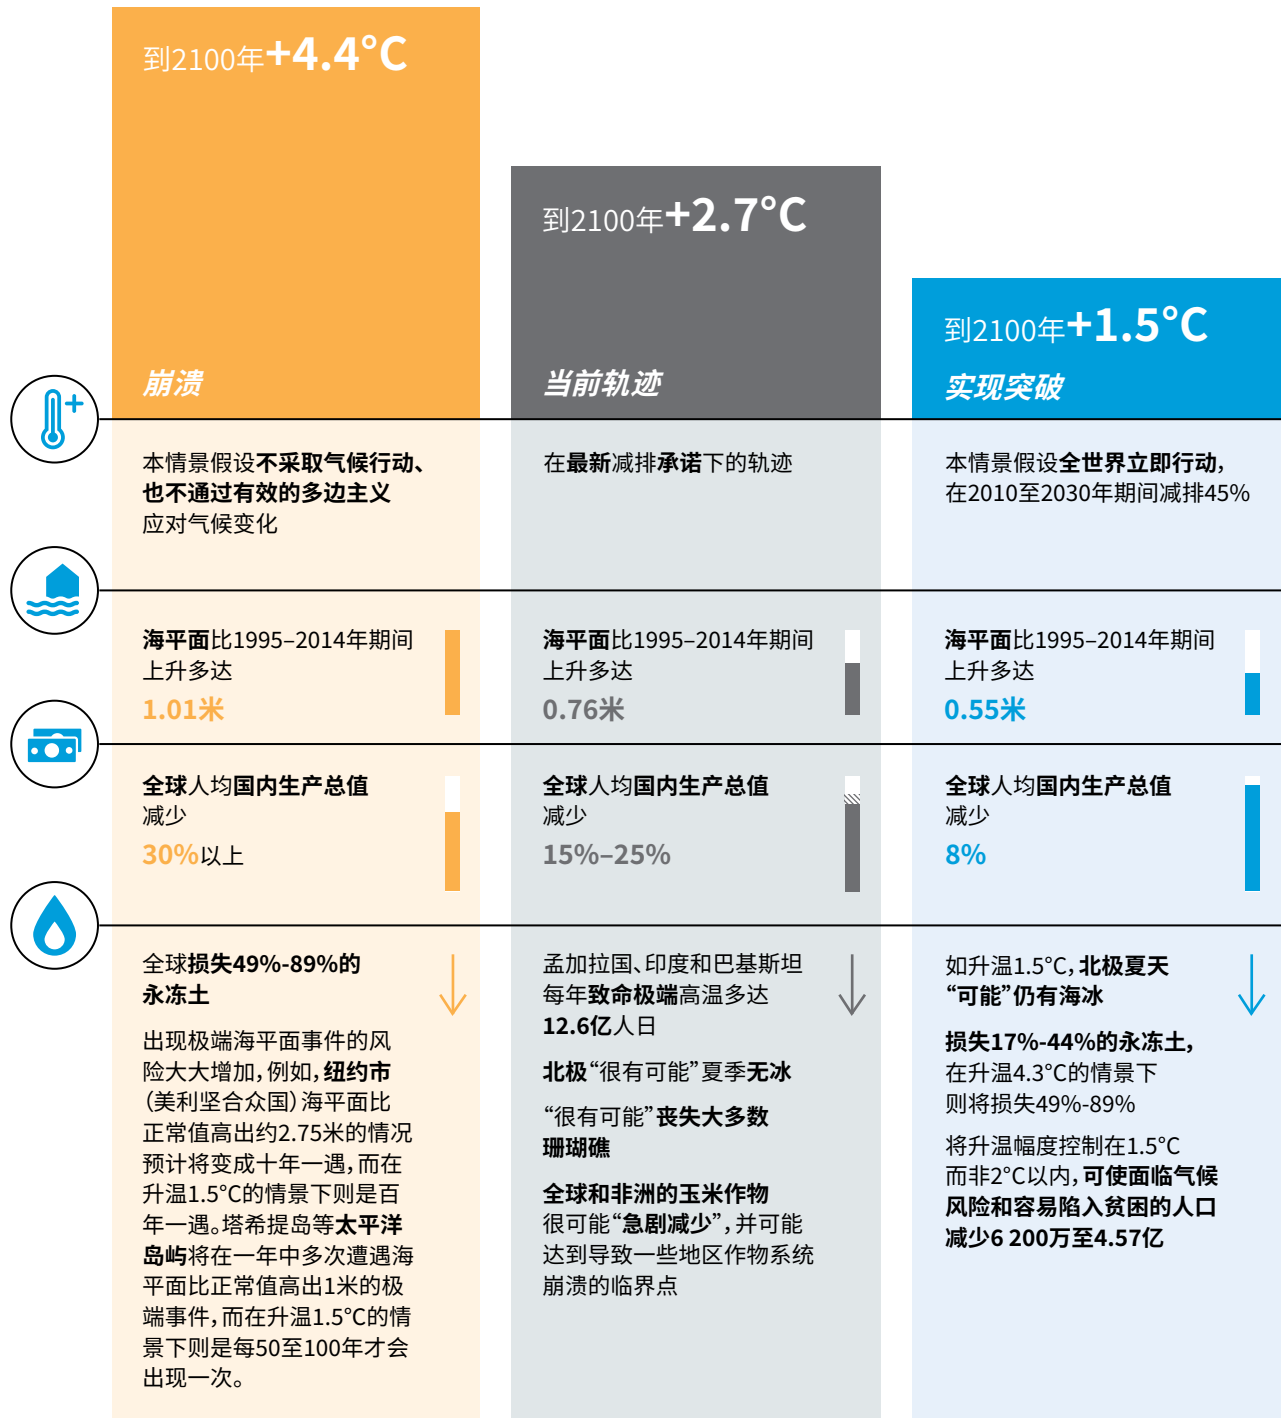 到2100年+4.4°C
崩溃
本情景假设不采取气候行动、
也不通过有效的多边主义
应对气候变化
海平面比1995–2014年期间
上升多达
1.01米
全球人均国内生产总值
减少
30%以上
全球损失49%-89%的
永冻土
出现极端海平面事件的风
险大大增加，例如，纽约市
（美利坚合众国）海平面比
正常值高出约2.75米的情况
预计将变成十年一遇，而在
升温1.5°C的情景下则是百
年一遇。塔希提岛等太平洋
岛屿将在一年中多次遭遇海
平面比正常值高出1米的极
端事件，而在升温1.5°C的情
景下则是每50至100年才会
出现一次。
到2100年+2.7°C
当前轨迹
在最新减排承诺下的轨迹
海平面比1995–2014年期间
上升多达
0.76米
全球人均国内生产总值
减少
15%–25%
孟加拉国、印度和巴基斯坦
每年致命极端高温多达
12.6亿人日
北极“很有可能”夏季无冰
“很有可能”丧失大多数
珊瑚礁
全球和非洲的玉米作物
很可能“急剧减少”，并可能
达到导致一些地区作物系统
崩溃的临界点
到2100年+1.5°C
实现突破
本情景假设全世界立即行动，
在2010至2030年期间减排45%
海平面比1995–2014年期间
上升多达
0.55米
全球人均国内生产总值
减少
8%
如升温1.5°C，北极夏天
“可能”仍有海冰
损失17%-44%的永冻土，
在升温4.3°C的情景下
则将损失49%-89%
将升温幅度控制在1.5°C
而非2°C以内，可使面临气候
风险和容易陷入贫困的人口
减少6 200万至4.57亿